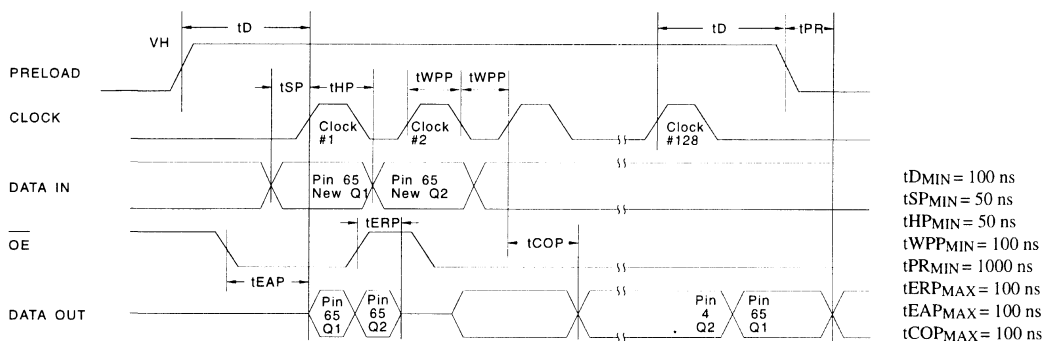 tD
tD
tPR
VH
PRELOAD
tSP
tHP
tWPP
tWPP
CLOCK
Clock
#1
Clock
#2
Clock
#128
DATA IN
Pin 65
New Q1
Pin 65
New Q2
OE
tERP
tCOP
tEAP
DATA OUT
Pin
65
Q1
Pin
65
Q2
Pin
4
Q2
Pin
65
Q1
tDMIN = 100 ns
tSPMIN = 50 ns
tHPMIN = 50 ns
tWPPMIN = 100 ns
tPRMIN = 1000 ns
tERPMAX = 100 ns
tEAPMAX = 100 ns
tCOPMAX = 100 ns